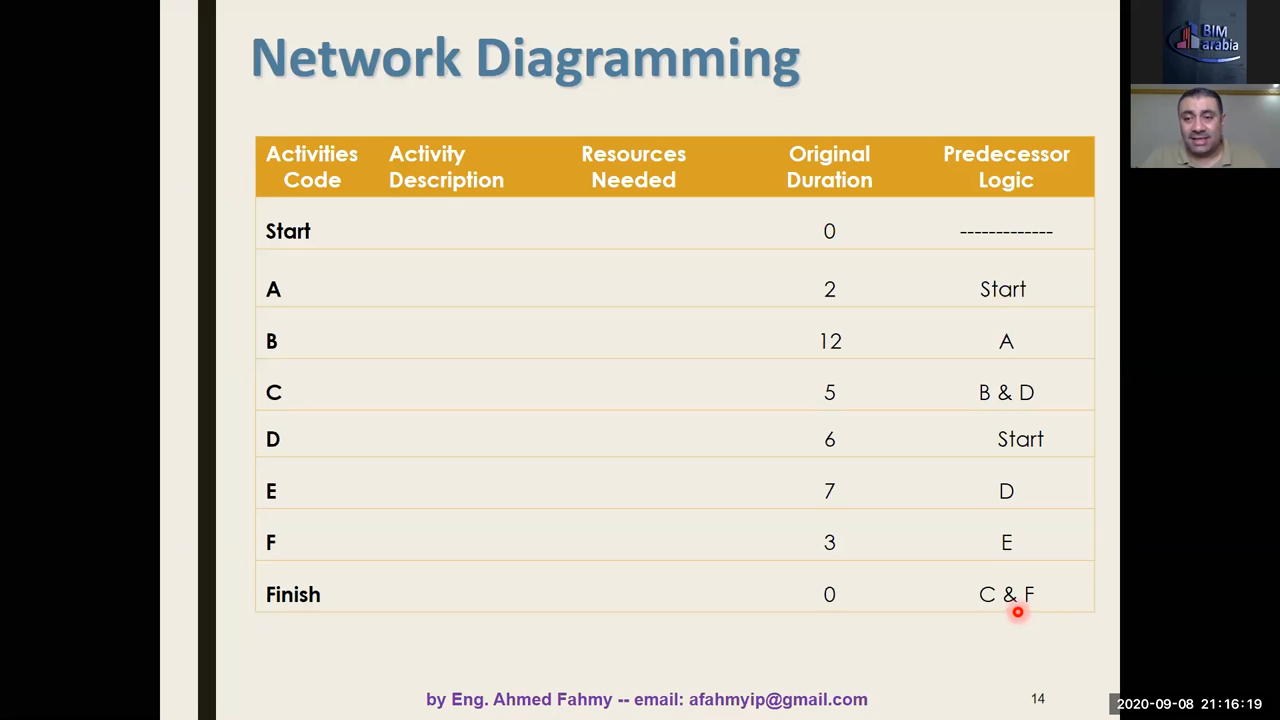 Network Diagramming
BIM
arabia
Activities Code Activity Description Resources Needed Original Duration Predecessor Logic
Start 0 -------------
A 2 Start
B 12 A
C 5 B & D
D 6 Start
E 7 D
F 3 E
Finish 0 C & F
by Eng. Ahmed Fahmy -- email: afahmyip@gmail.com
14
2020-09-08 21:16:19